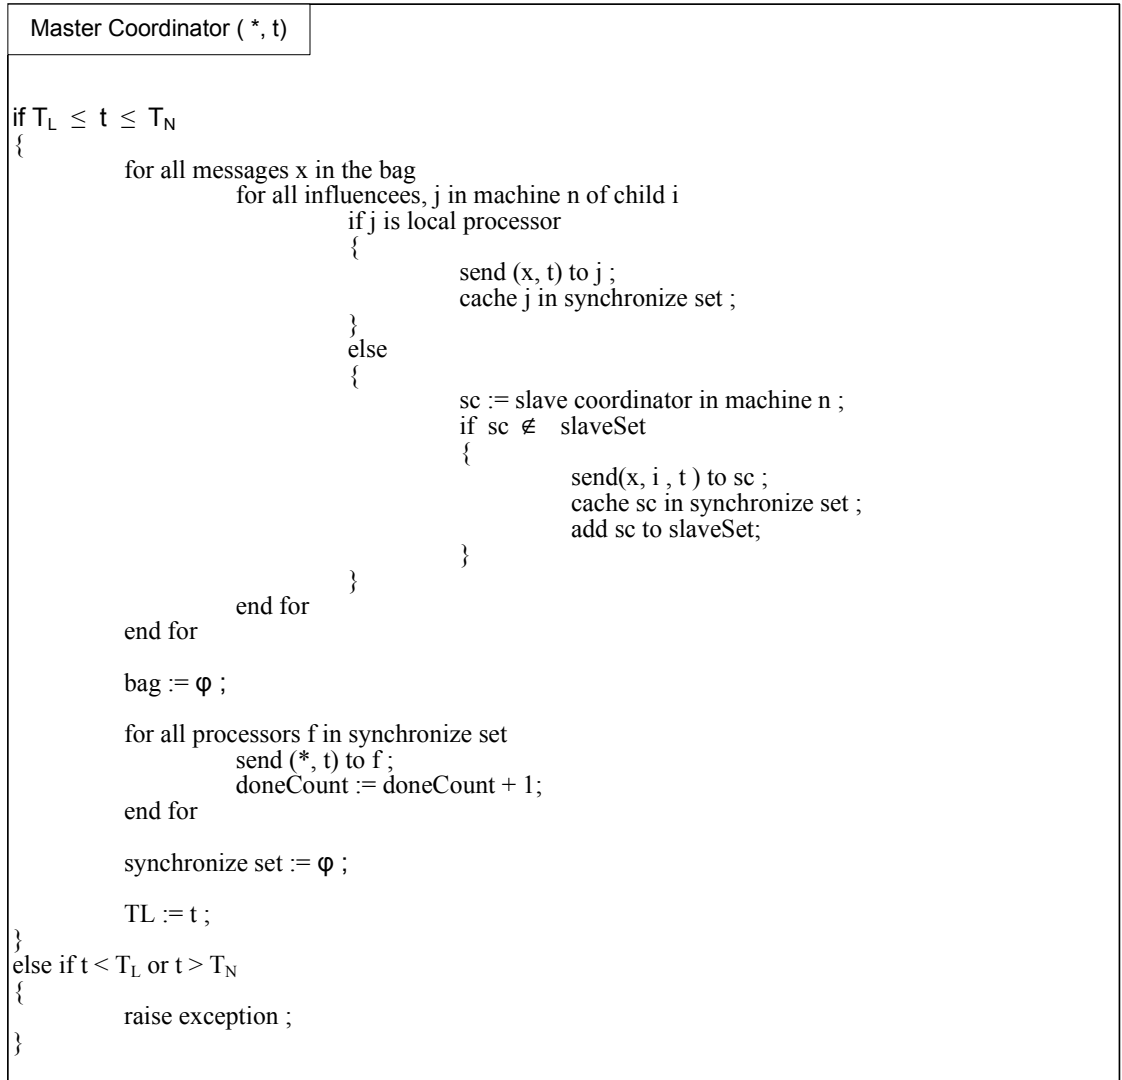 Master Coordinator ( *, t)
if T_L ≤ t ≤ T_N
{
for all messages x in the bag
for all influencees, j in machine n of child i
if j is local processor
{
send (x, t) to j ;
cache j in synchronize set ;
}
else
{
sc := slave coordinator in machine n ;
if sc ∉ slaveSet
{
send(x, i , t ) to sc ;
cache sc in synchronize set ;
add sc to slaveSet;
}
}
end for
end for
bag := φ ;
for all processors f in synchronize set
send (*, t) to f ;
doneCount := doneCount + 1;
end for
synchronize set := φ ;
TL := t ;
}
else if t < T_L or t > T_N
{
raise exception ;
}